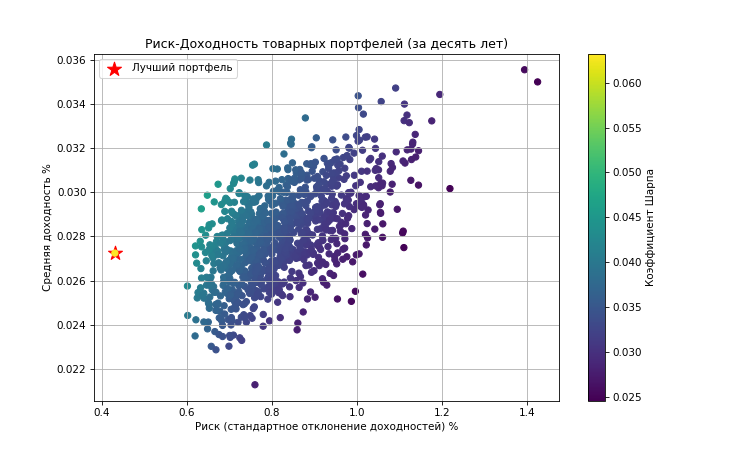 Риск-Доходность товарных портфелей (за десять лет)
Лучший портфель
Средняя доходность %
0.036
0.034
0.032
0.030
0.028
0.026
0.024
0.022
0.4 0.6 0.8 1.0 1.2 1.4
Риск (стандартное отклонение доходностей) %
0.060
0.055
0.050
0.045
0.040
0.035
0.030
0.025
Коэффициент Шарпа